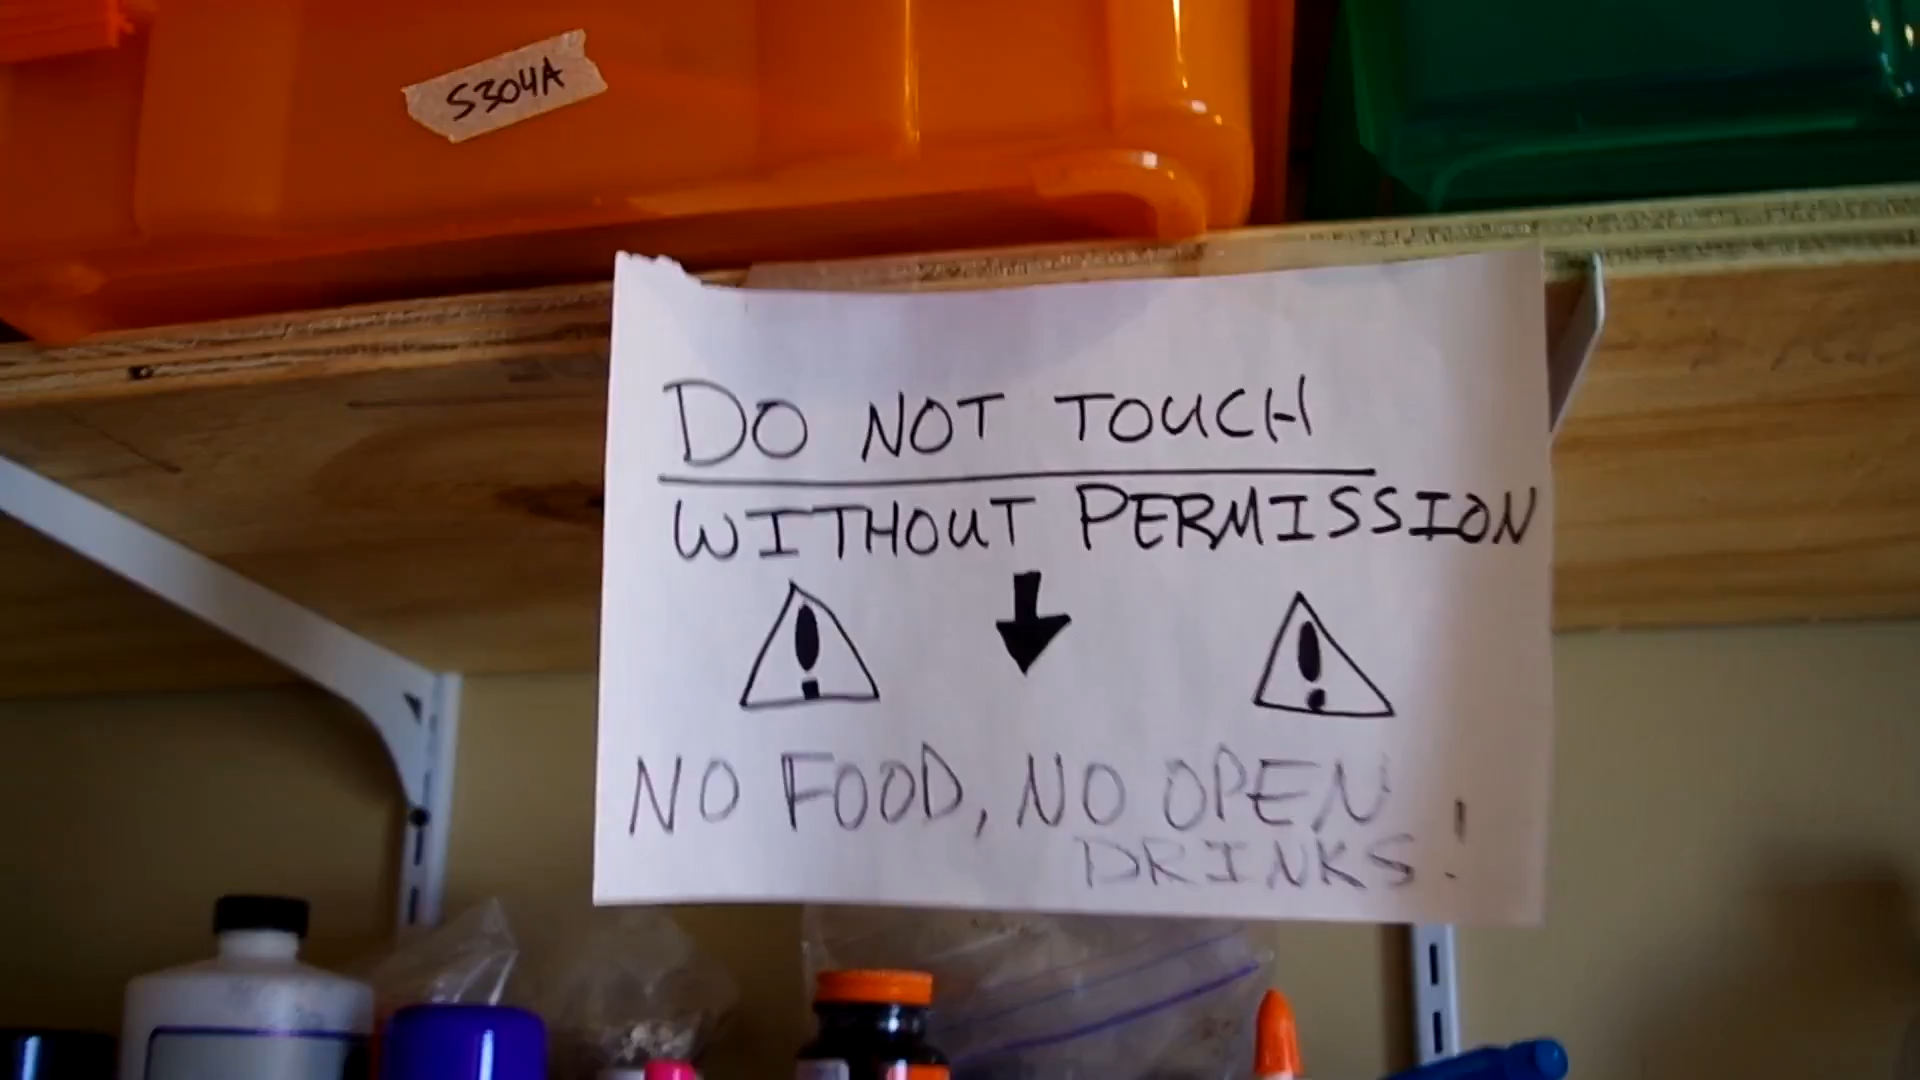 S304A
DO NOT TOUCH
WITHOUT PERMISSION
NO FOOD, NO OPEN
DRINKS!